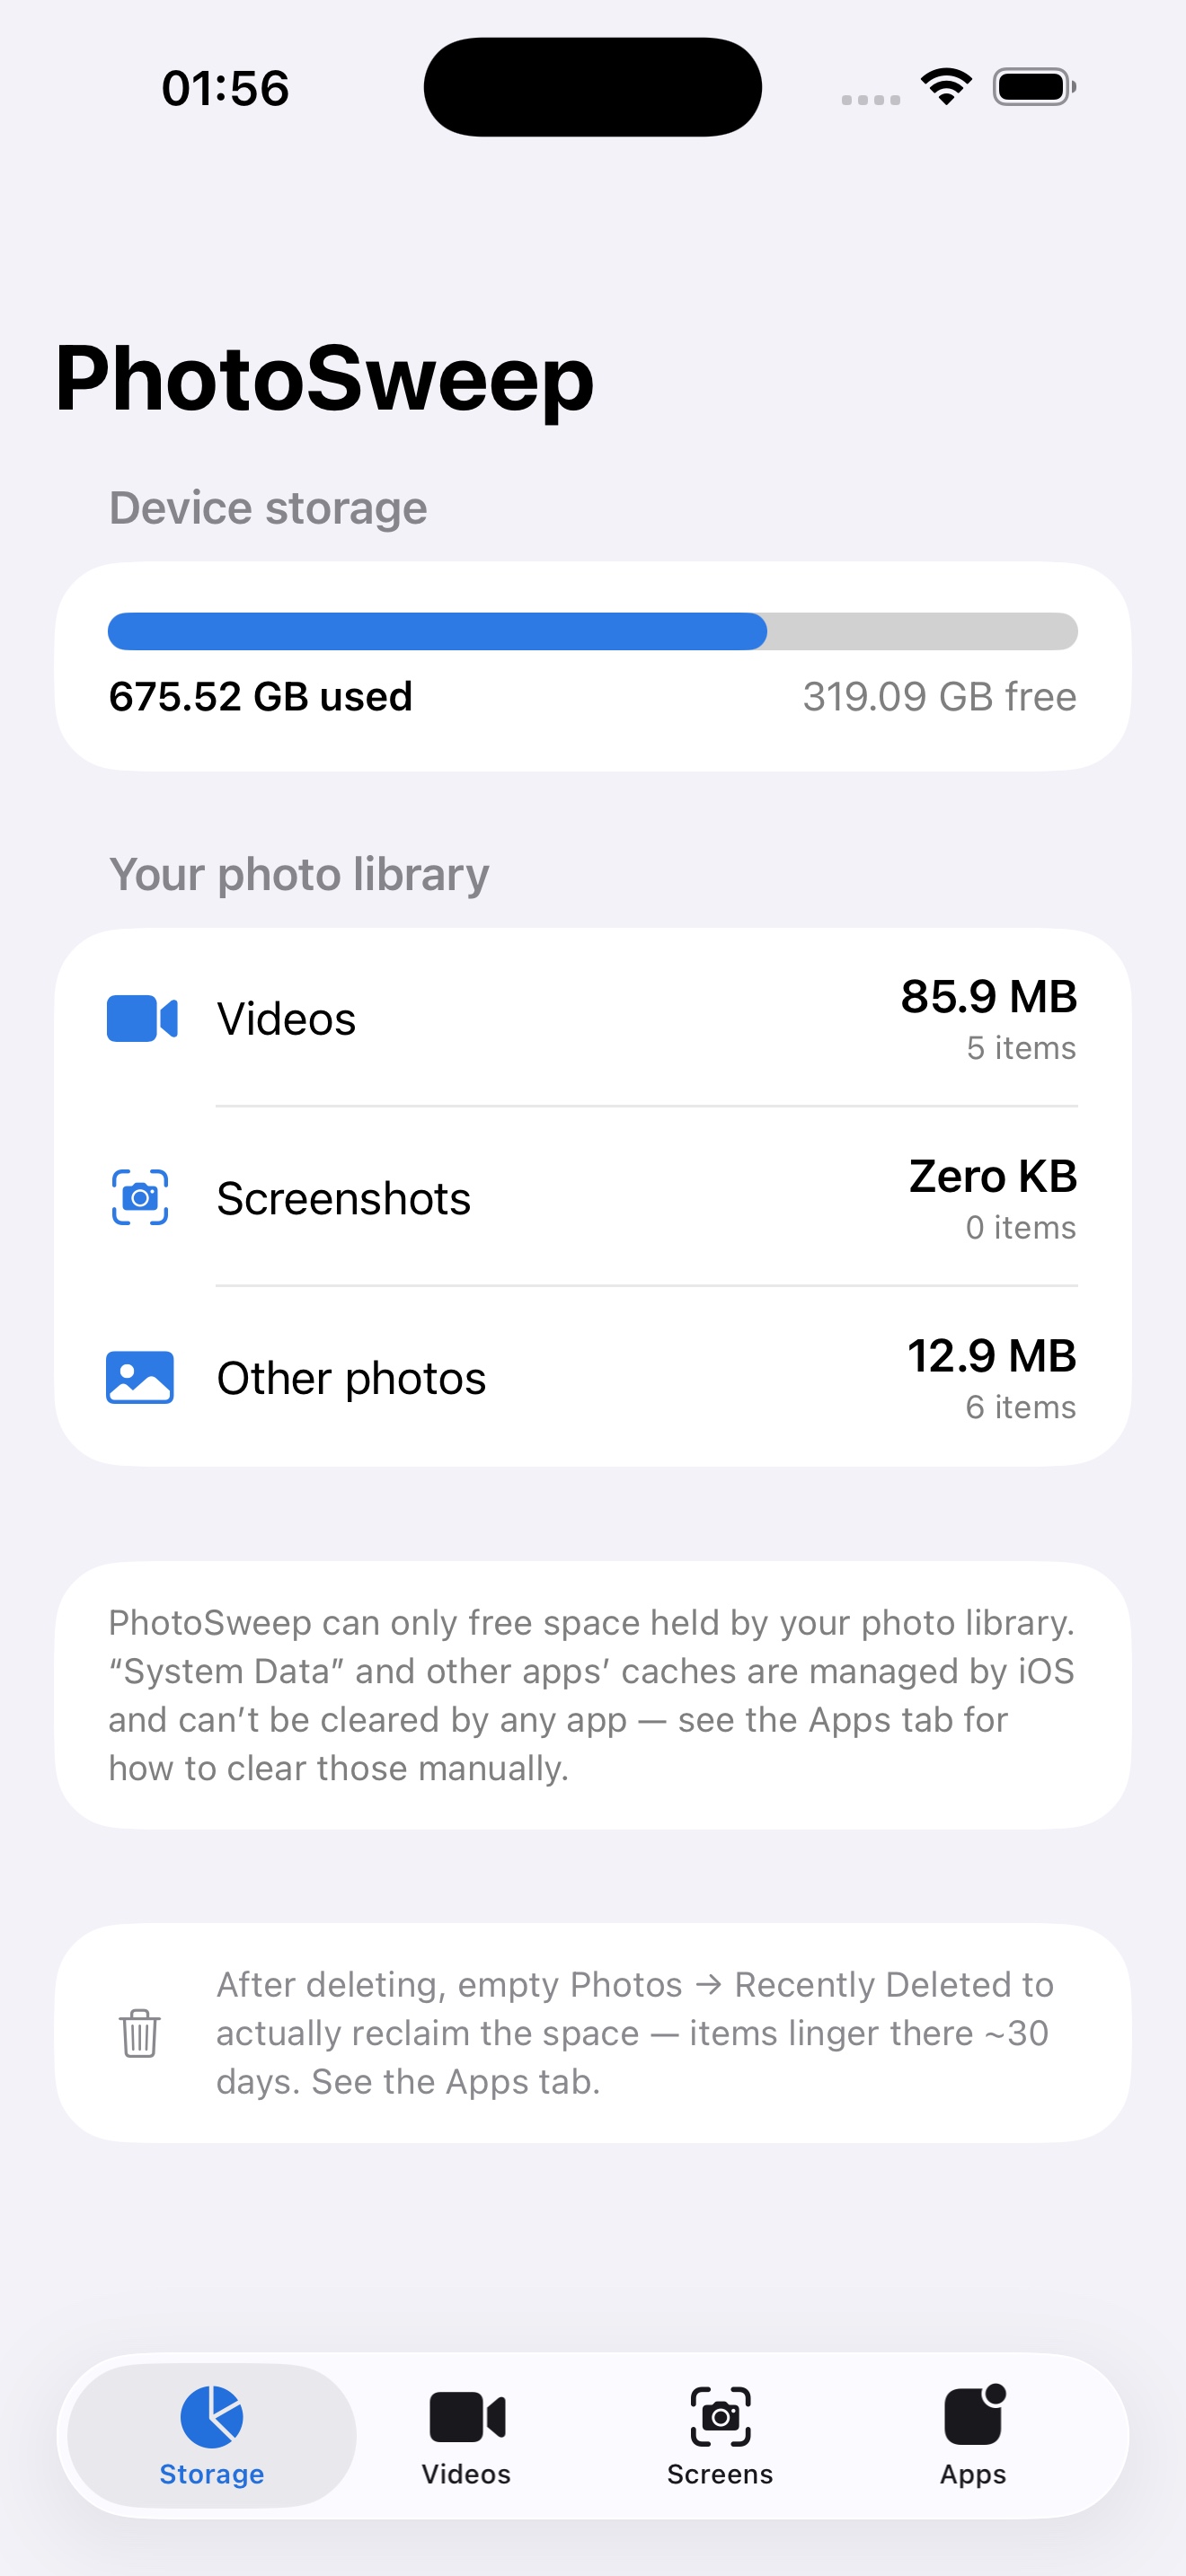 01:56
PhotoSweep
Device storage
675.52 GB used
319.09 GB free
Your photo library
Videos
85.9 MB
5 items
Screenshots
Zero KB
0 items
Other photos
12.9 MB
6 items
PhotoSweep can only free space held by your photo library.
“System Data” and other apps’ caches are managed by iOS
and can’t be cleared by any app — see the Apps tab for
how to clear those manually.
After deleting, empty Photos → Recently Deleted to
actually reclaim the space — items linger there ~30
days. See the Apps tab.
Storage
Videos
Screens
Apps